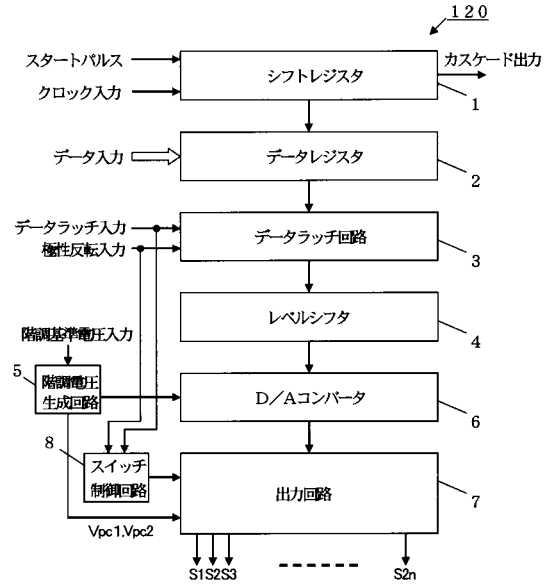 120
スタートパルス
シフトレジスタ
カスケード出力
クロック入力
1
データ入力
データレジスタ
2
データラッチ入力
極性反転入力
データラッチ回路
3
レベルシフタ
4
階調基準電圧入力
5
階調電圧
生成回路
D/Aコンバータ
6
8
スイッチ
制御回路
出力回路
7
Vpc1,Vpc2
S1 S2 S3
S2n